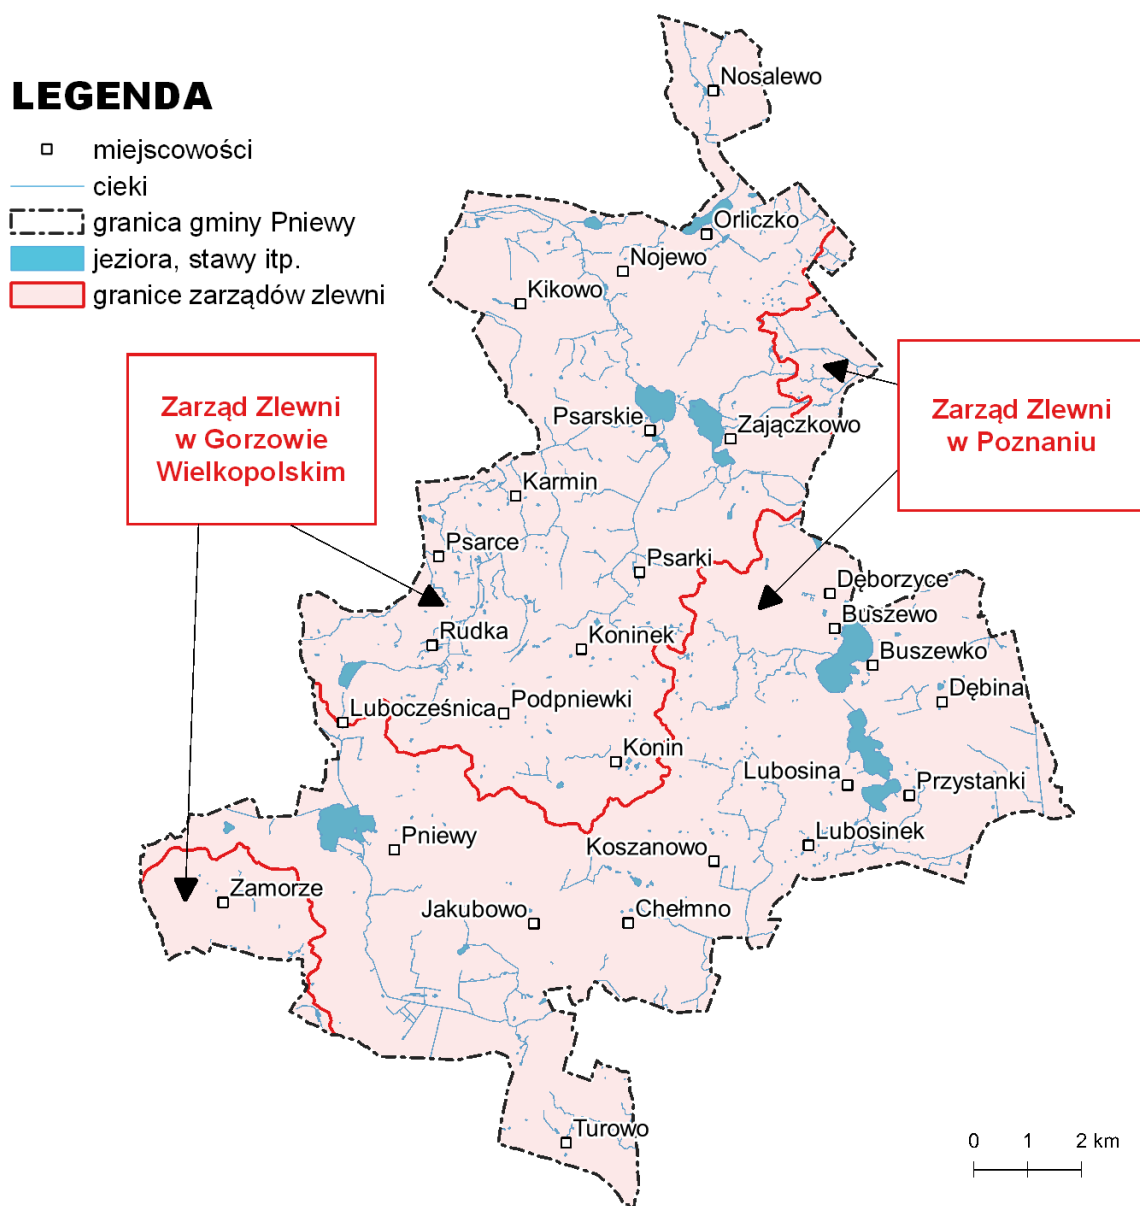 LEGENDA
miejscowości
cieki
granica gminy Pniewy
jeziora, stawy itp.
granice zarządów zlewni
Zarząd Zlewni
w Gorzowie
Wielkopolskim
Zarząd Zlewni
w Poznaniu
Nosalewo
Orliczko
Nojewo
Kikowo
Psarskie
Zajączkowo
Karmin
Psarce
Psarki
Dęborzyce
Buszewo
Rudka
Koninek
Buszewko
Dębina
Lubocześnica
Podpniewki
Konin
Lubosina
Przystanki
Pniewy
Koszanowo
Lubosinek
Zamorze
Jakubowo
Chełmno
Turowo
0 1 2 km